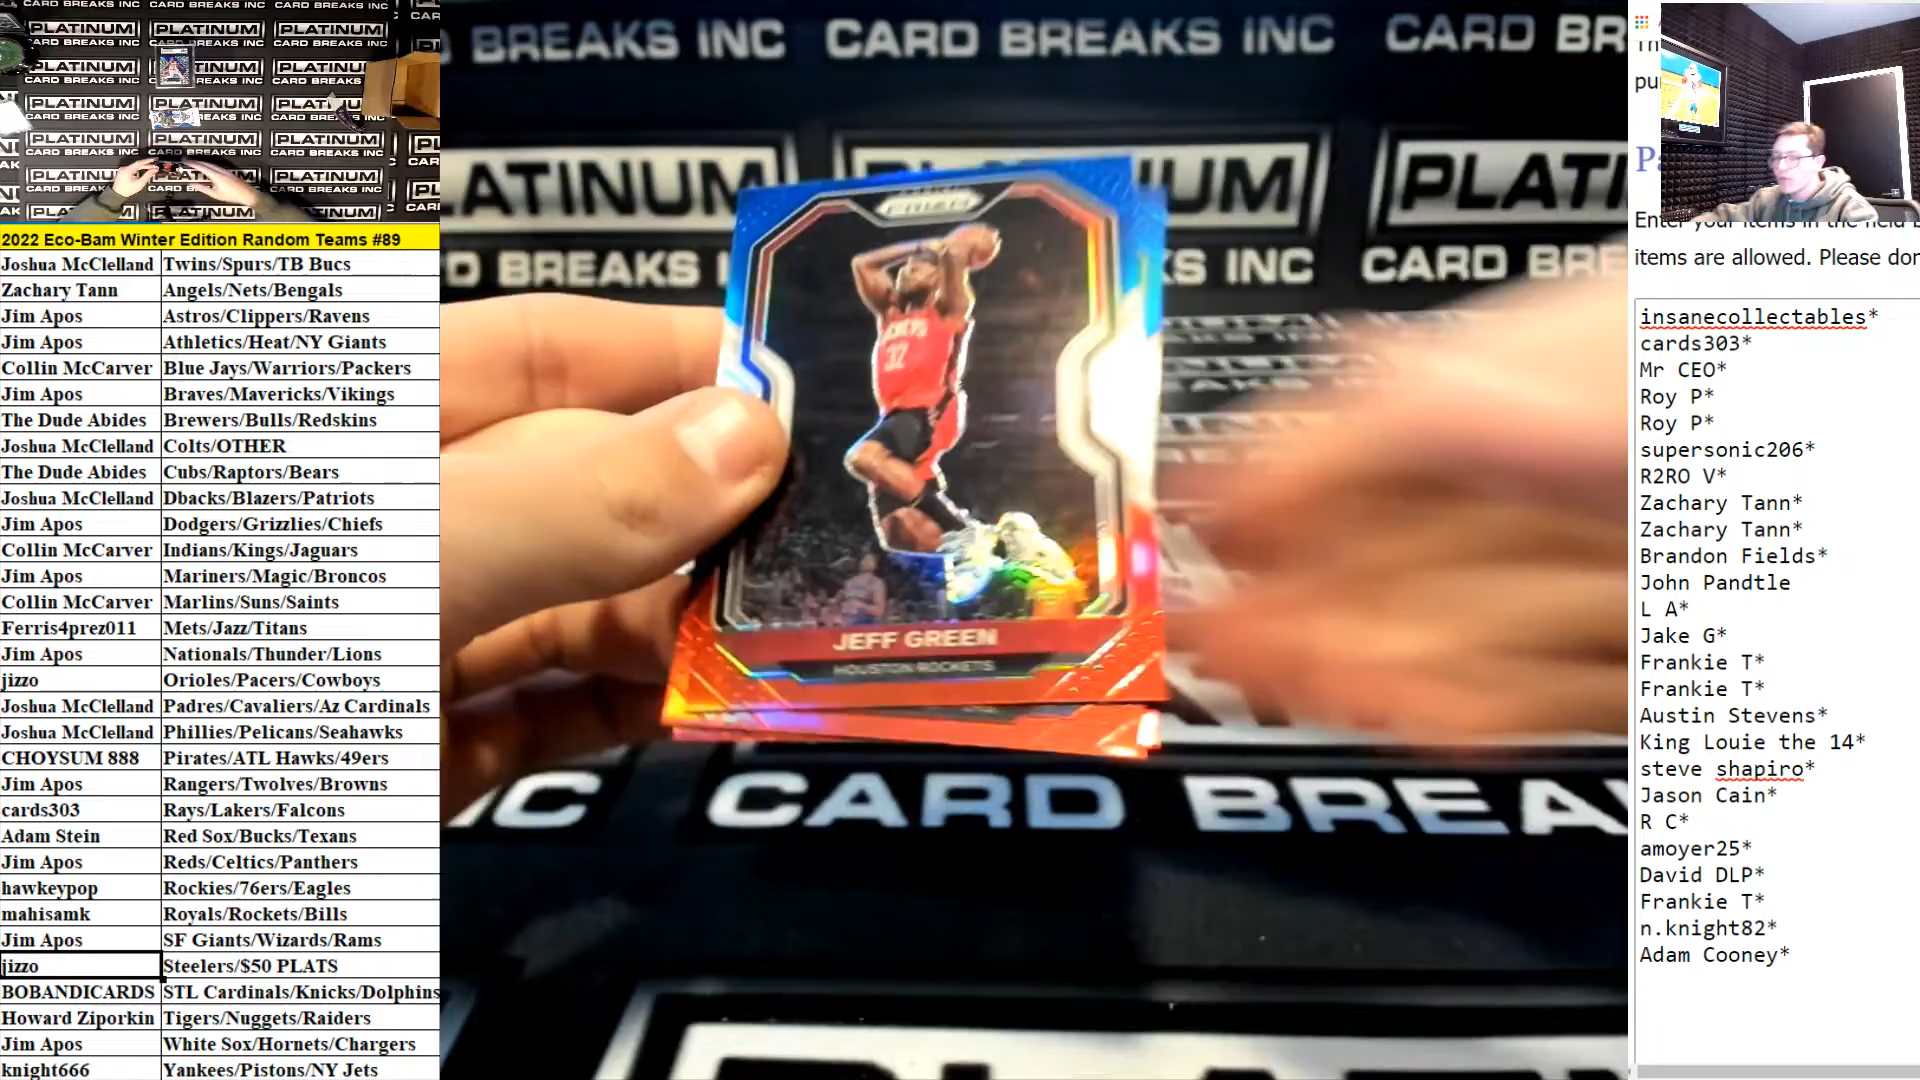 2022 Eco-Bam Winter Edition Random Teams #89
Joshua McClelland Twins/Spurs/TB Bucs
Zachary Tann Angels/Nets/Bengals
Jim Apos Astros/Clippers/Ravens
Jim Apos Athletics/Heat/NY Giants
Collin McCarver Blue Jays/Warriors/Packers
Jim Apos Braves/Mavericks/Vikings
The Dude Abides Brewers/Bulls/Redskins
Joshua McClelland Colts/OTHER
The Dude Abides Cubs/Raptors/Bears
Joshua McClelland Dbacks/Blazers/Patriots
Jim Apos Dodgers/Grizzlies/Chiefs
Collin McCarver Indians/Kings/Jaguars
Jim Apos Mariners/Magic/Broncos
Collin McCarver Marlins/Suns/Saints
Ferris4prez011 Mets/Jazz/Titans
Jim Apos Nationals/Thunder/Lions
jizzo Orioles/Pacers/Cowboys
Joshua McClelland Padres/Cavaliers/Az Cardinals
Joshua McClelland Phillies/Pelicans/Seahawks
CHOYSUM 888 Pirates/ATL Hawks/49ers
Jim Apos Rangers/Twolves/Browns
cards303 Rays/Lakers/Falcons
Adam Stein Red Sox/Bucks/Texans
Jim Apos Reds/Celtics/Panthers
hawkeypop Rockies/76ers/Eagles
mahisamk Royals/Rockets/Bills
Jim Apos SF Giants/Wizards/Rams
jizzo Steelers/$50 PLATS
BOBANDICARDS STL Cardinals/Knicks/Dolphins
Howard Ziporkin Tigers/Nuggets/Raiders
Jim Apos White Sox/Hornets/Chargers
knight666 Yankees/Pistons/NY Jets
BREAKS INC CARD BREAKS INC CARD BR
PLATINUM
CARD BREAKS INC
PRIZM
ROCKETS
32
JEFF GREEN
HOUSTON ROCKETS
CARD BREA
items are allowed. Please don
insanecollectables*
cards303*
Mr CEO*
Roy P*
Roy P*
supersonic206*
R2RO V*
Zachary Tann*
Zachary Tann*
Brandon Fields*
John Pandtle
L A*
Jake G*
Frankie T*
Frankie T*
Austin Stevens*
King Louie the 14*
steve shapiro*
Jason Cain*
R C*
amoyer25*
David DLP*
Frankie T*
n.knight82*
Adam Cooney*